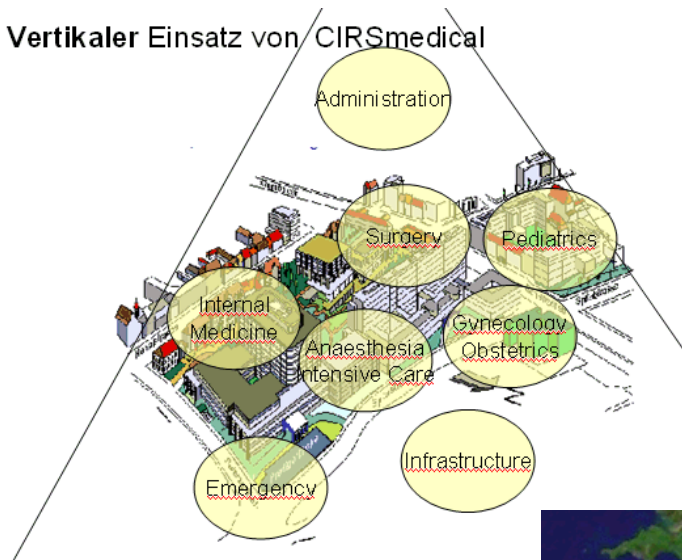 Vertikaler Einsatz von CIRSmedical
Administration
Surgery
Pediatrics
Internal
Medicine
Gynecology
Obstetrics
Anaesthesia
Intensive Care
Infrastructure
Emergency